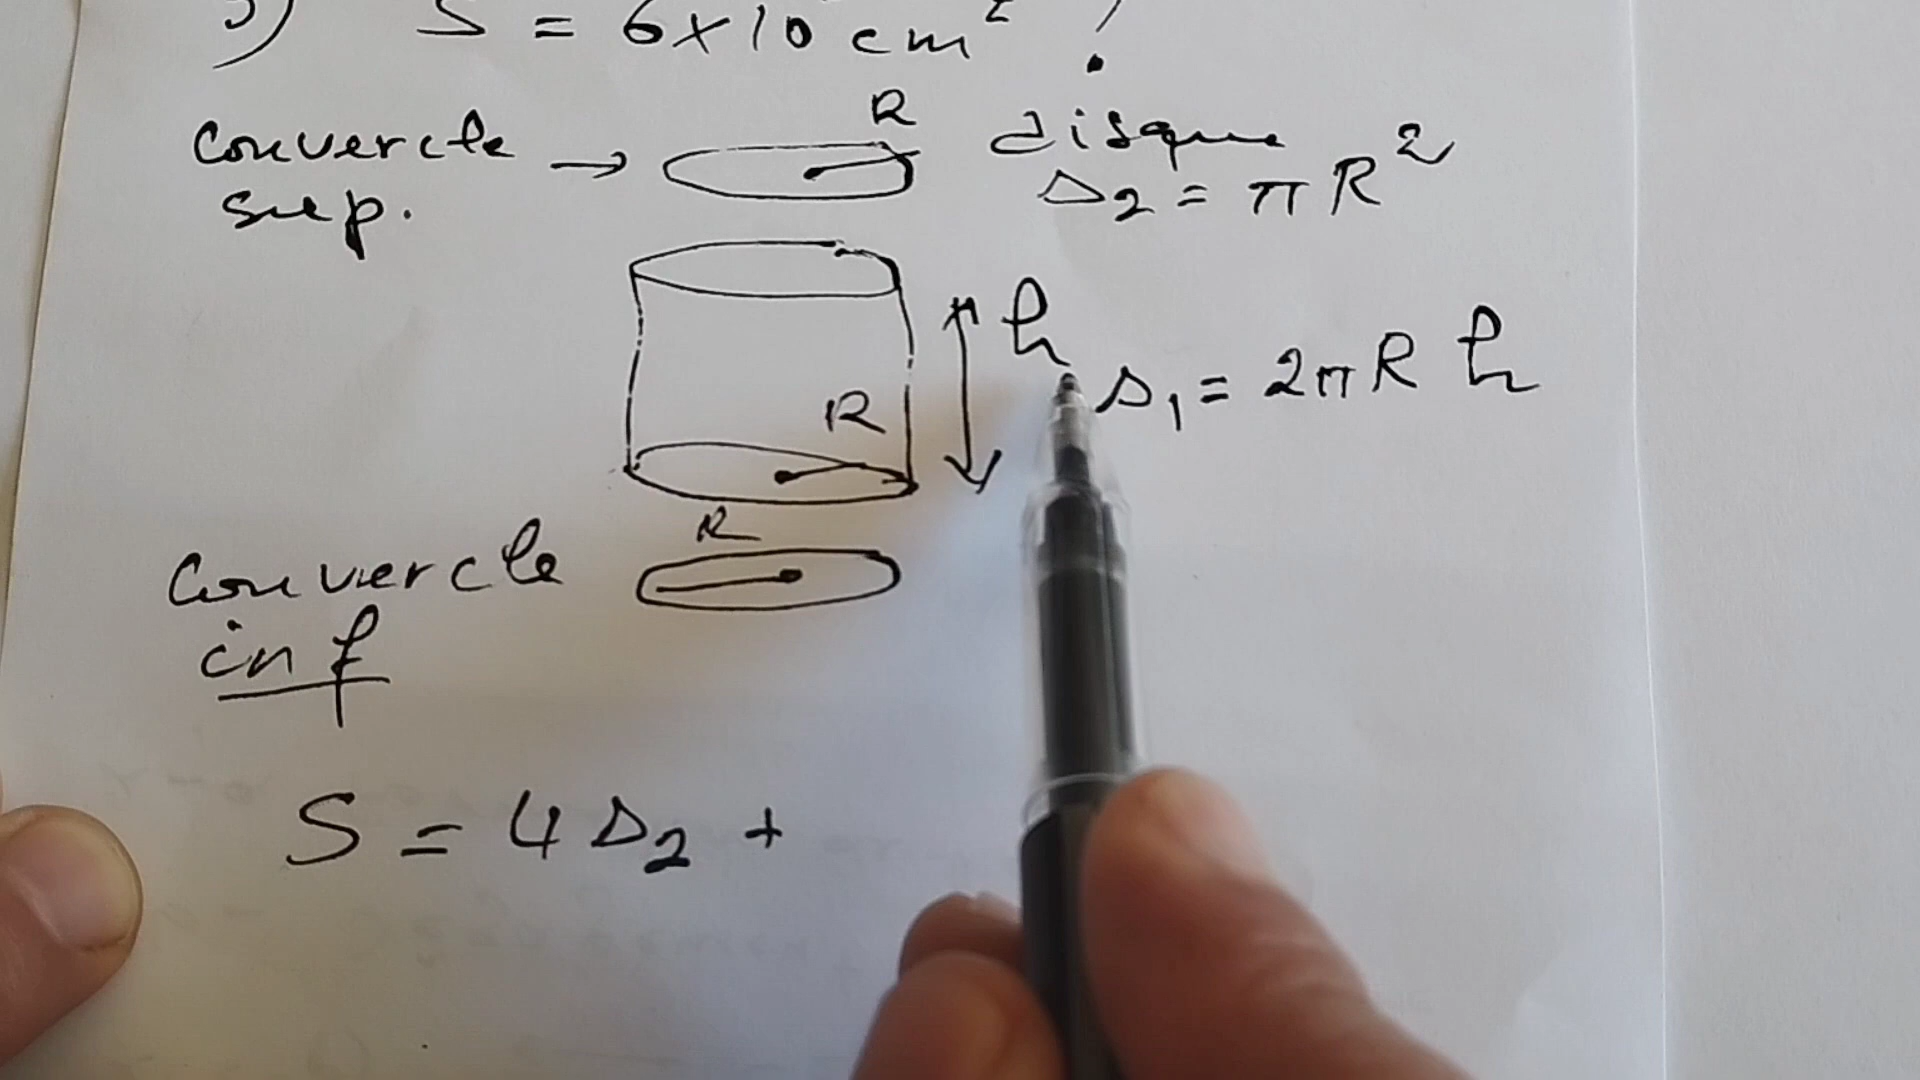 S = 6×10 cm² ?
Couvercle → R disque
sup. s₂ = πR²
h
R s₁ = 2πR h
R
Couvercle
inf
S = 4 s₂ +